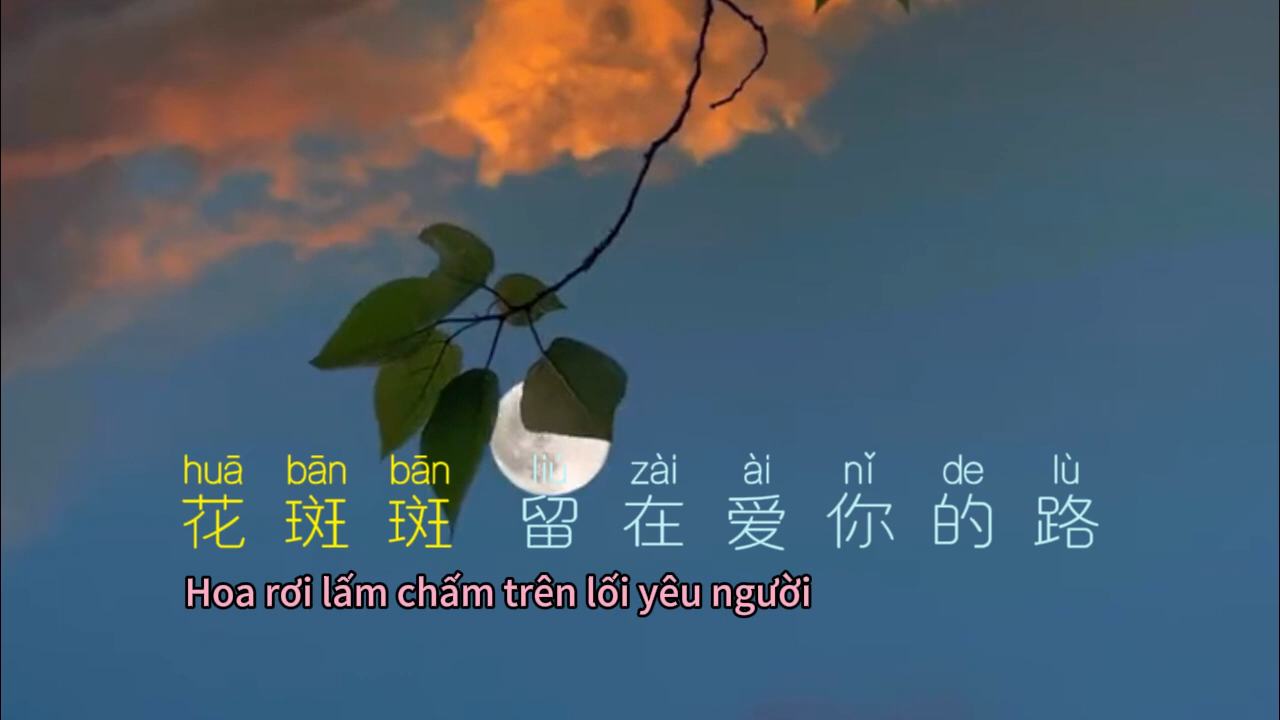 huā bān bān liú zài ài nǐ de lù
花斑斑 留在爱你的路
Hoa rơi lấm chấm trên lối yêu người